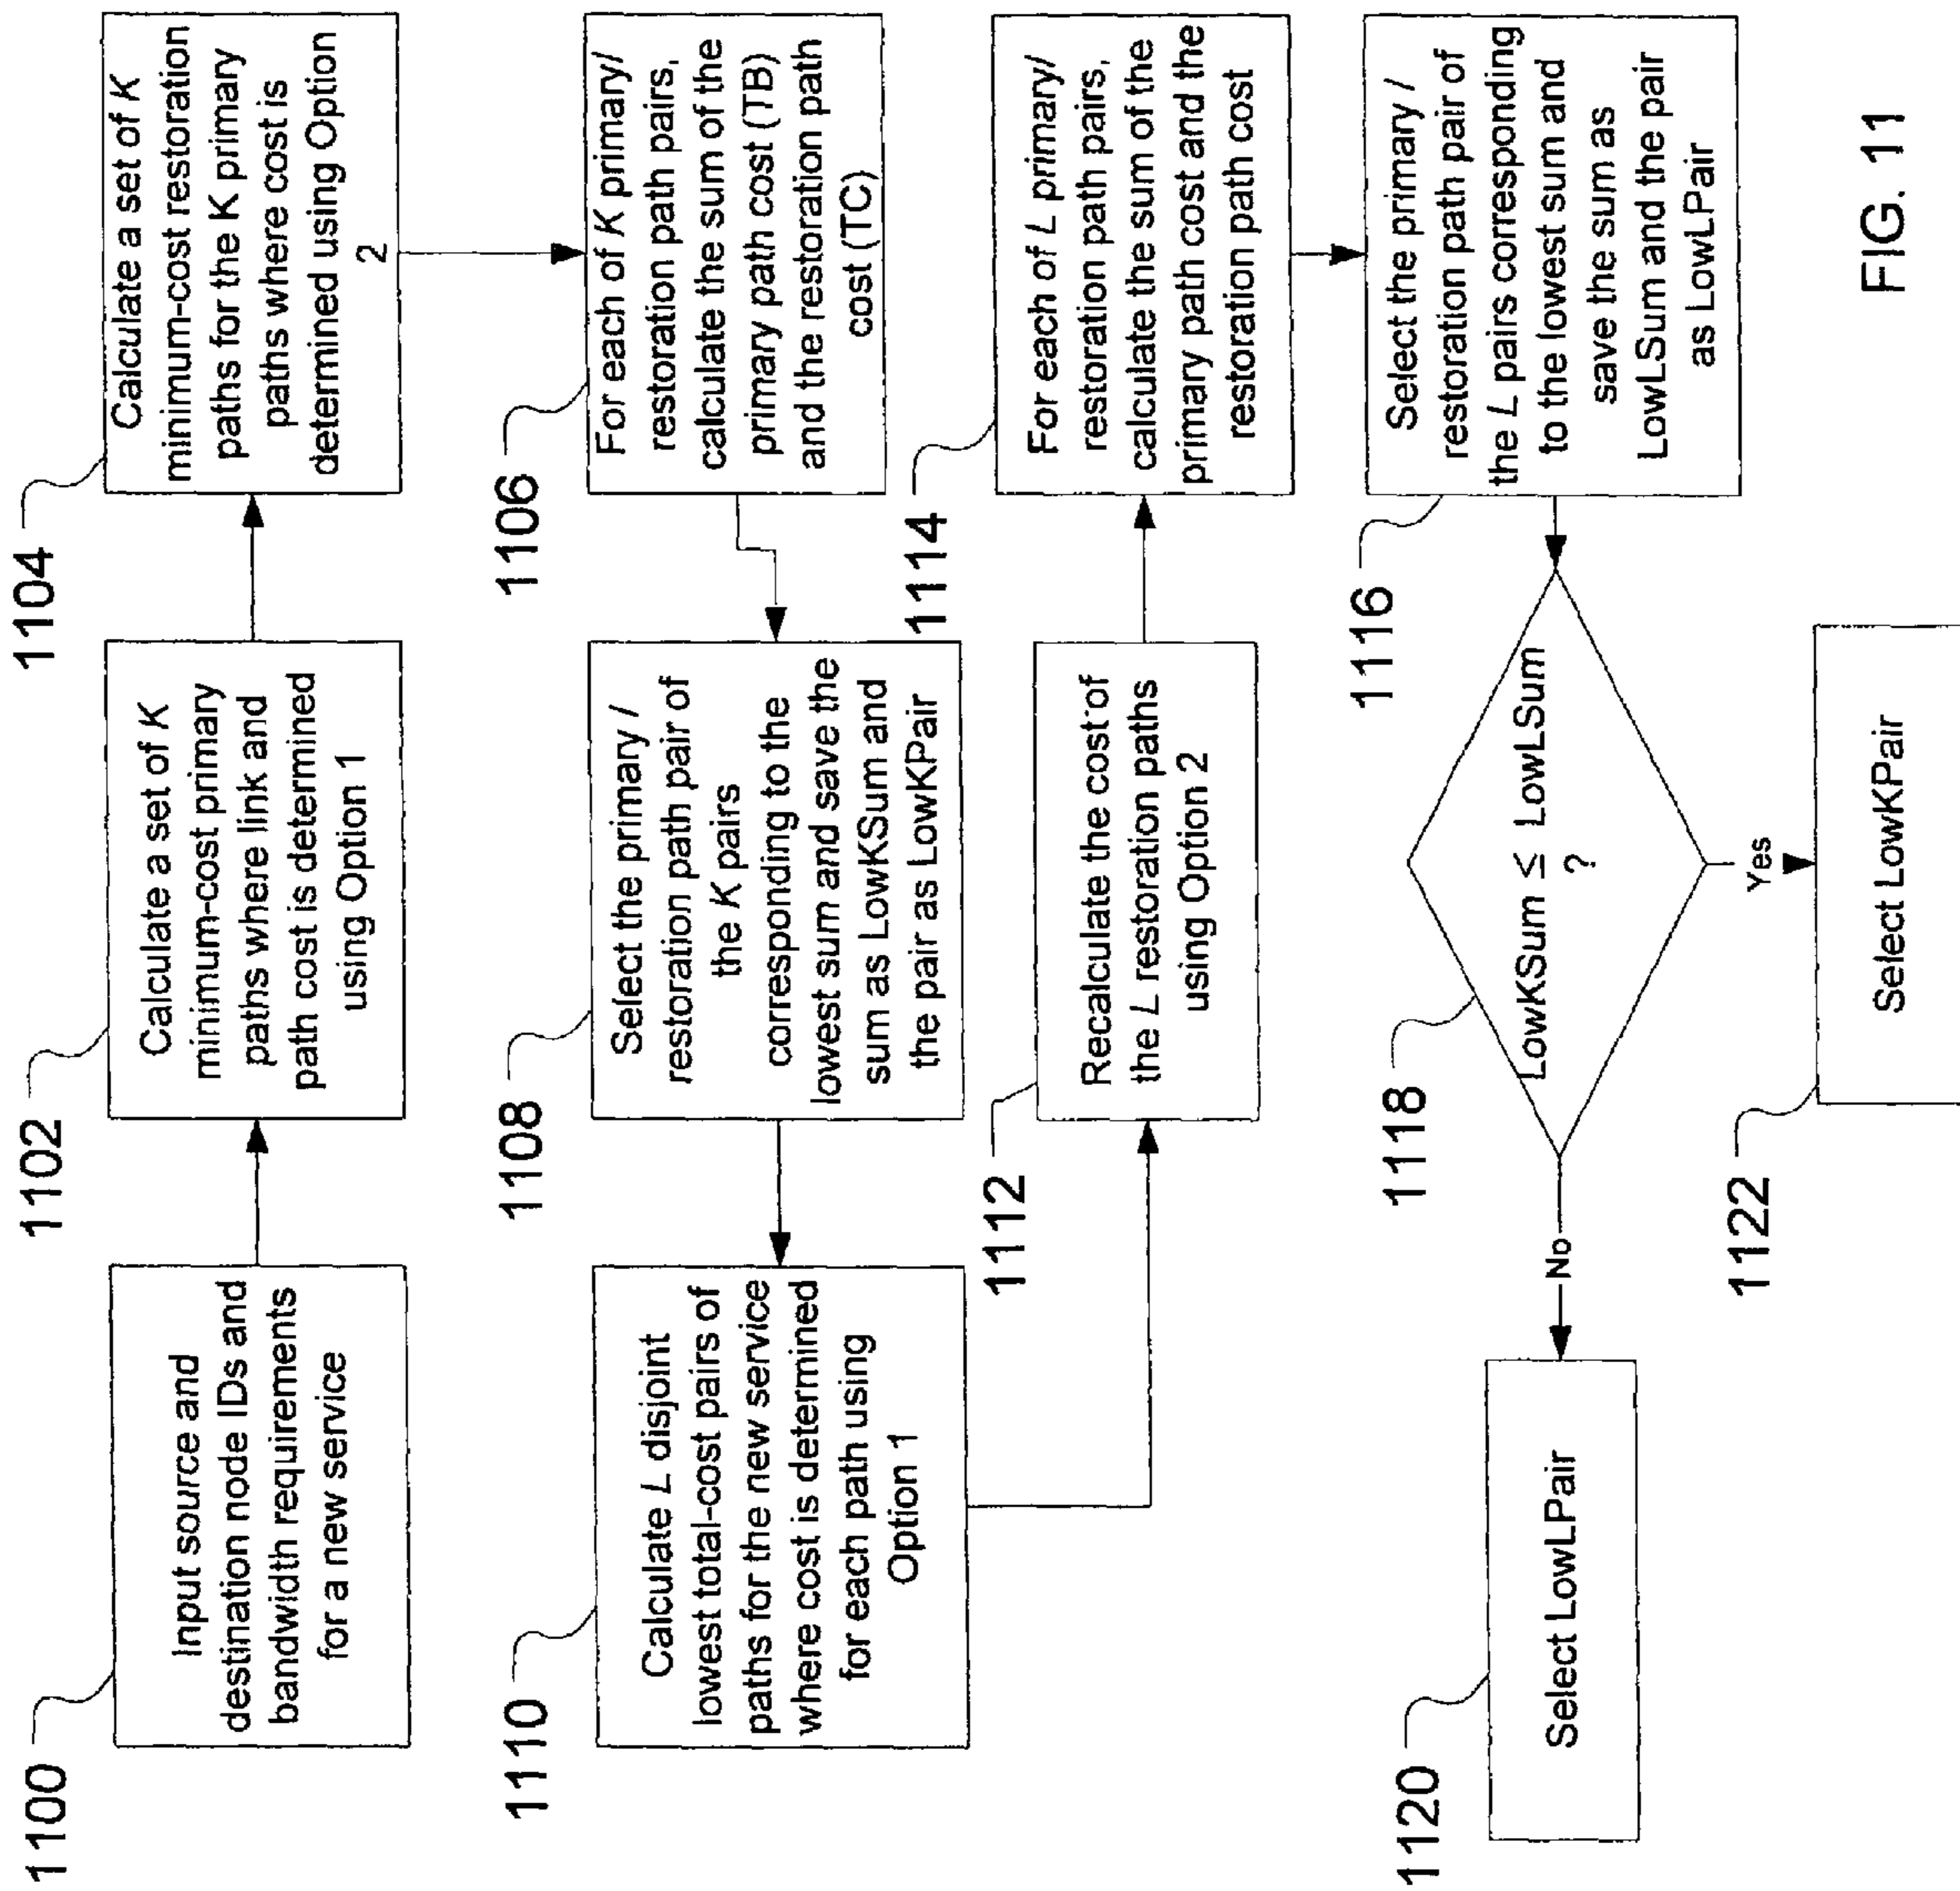 1100
Input source and
destination node IDs and
bandwidth requirements
for a new service
1102
Calculate a set of K
minimum-cost primary
paths where link and
path cost is determined
using Option 1
1104
Calculate a set of K
minimum-cost restoration
paths for the K primary
paths where cost is
determined using Option
2
1106
For each of K primary/
restoration path pairs,
calculate the sum of the
primary path cost (TB)
and the restoration path
cost (TC)
1108
Select the primary /
restoration path pair of
the K pairs
corresponding to the
lowest sum and save the
sum as LowKSum and
the pair as LowKPair
1110
Calculate L disjoint
lowest total-cost pairs of
paths for the new service
where cost is determined
for each path using
Option 1
1112
Recalculate the cost of
the L restoration paths
using Option 2
1114
For each of L primary/
restoration path pairs,
calculate the sum of the
primary path cost and the
restoration path cost
1116
Select the primary /
restoration path pair of
the L pairs corresponding
to the lowest sum and
save the sum as
LowLSum and the pair
as LowLPair
1118
LowKSum ≤ LowLSum
?
No
Yes
1120
Select LowLPair
1122
Select LowKPair
FIG. 11